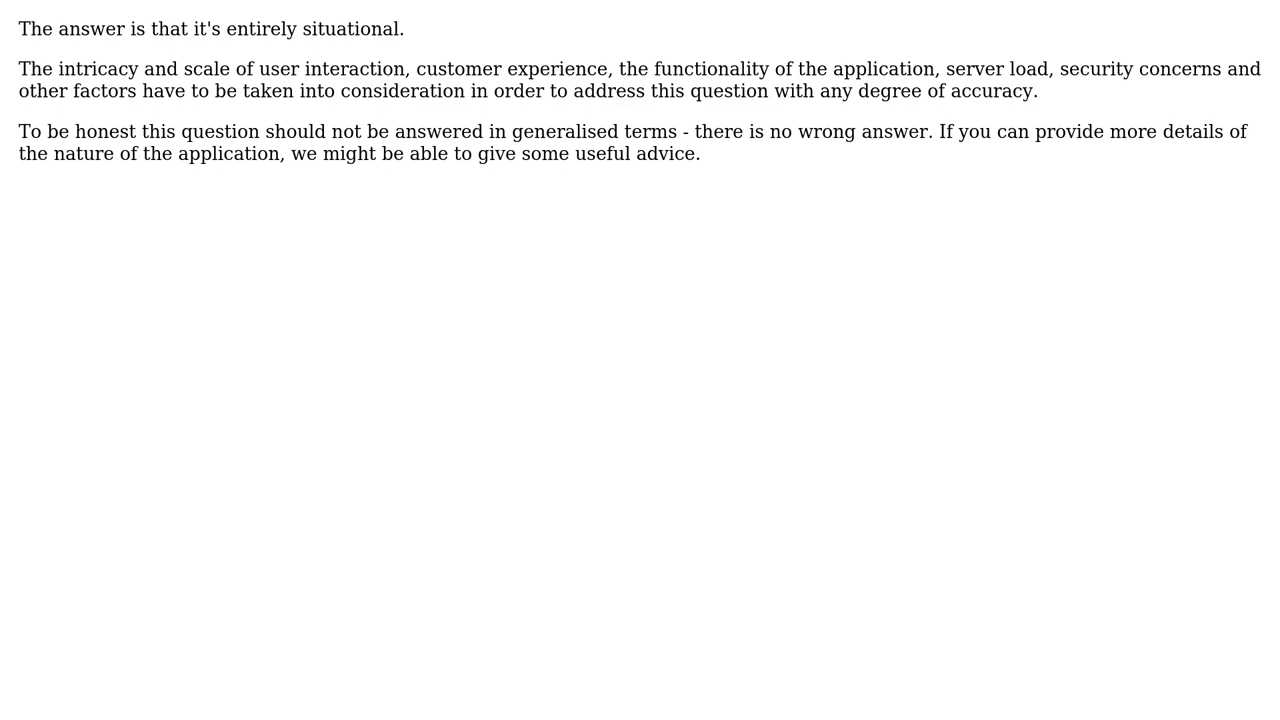 The answer is that it's entirely situational.
The intricacy and scale of user interaction, customer experience, the functionality of the application, server load, security concerns and
other factors have to be taken into consideration in order to address this question with any degree of accuracy.
To be honest this question should not be answered in generalised terms - there is no wrong answer. If you can provide more details of
the nature of the application, we might be able to give some useful advice.